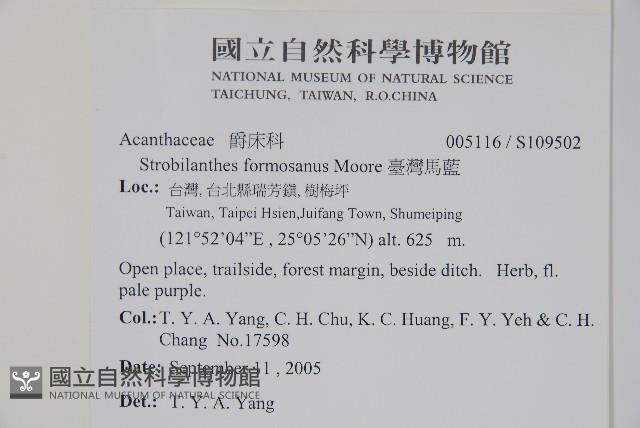 國立自然科學博物館
NATIONAL MUSEUM OF NATURAL SCIENCE
TAICHUNG, TAIWAN, R.O.CHINA
Acanthaceae 爵床科 005116 / S109502
Strobilanthes formosanus Moore 臺灣馬藍
Loc.: 台灣, 台北縣瑞芳鎮, 樹梅坪
Taiwan, Taipei Hsien,Juifang Town, Shumeiping
(121°52’04”E , 25°05’26”N) alt. 625 m.
Open place, trailside, forest margin, beside ditch. Herb, fl.
pale purple.
Col.: T. Y. A. Yang, C. H. Chu, K. C. Huang, F. Y. Yeh & C. H.
Chang No.17598
Date: September 11 , 2005
國立自然科學博物館
NATIONAL MUSEUM OF NATURAL SCIENCE
Det.: T. Y. A. Yang